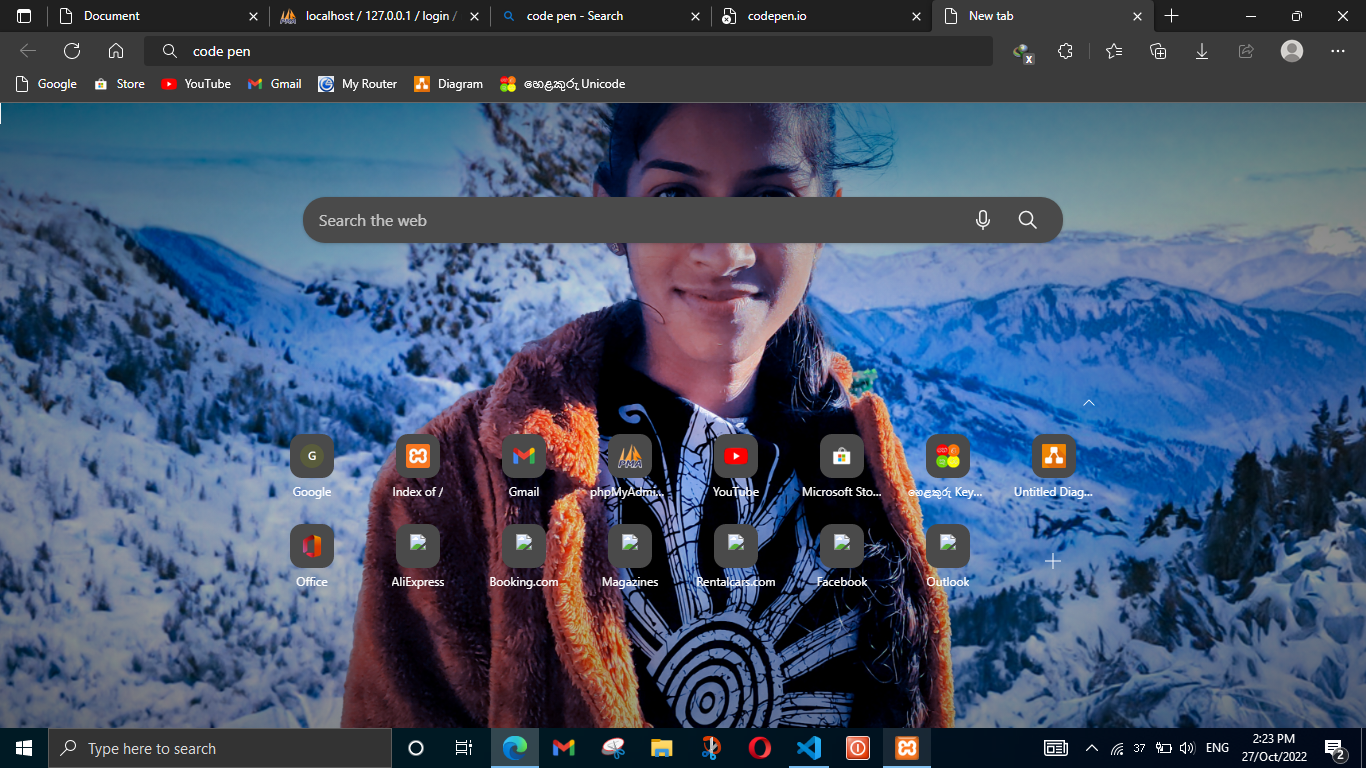 Document
localhost / 127.0.0.1 / login /
code pen - Search
codepen.io
New tab
code pen
x
Google
Store
YouTube
Gmail
My Router
Diagram
හෙළකුරු Unicode
Search the web
G
Google
Index of /
Gmail
PMA
phpMyAdmi...
YouTube
Microsoft Sto...
හෙළකුරු Key...
Untitled Diag...
Office
AliExpress
Booking.com
Magazines
Rentalcars.com
Facebook
Outlook
Type here to search
37
ENG
2:23 PM
27/Oct/2022
2